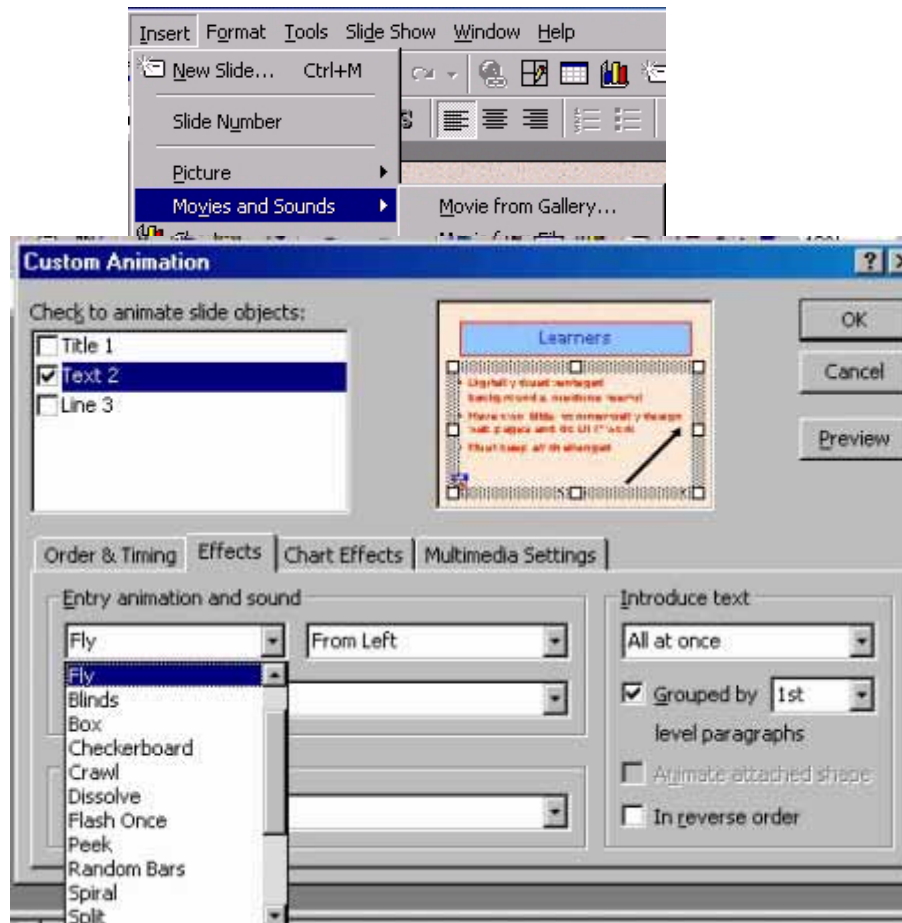 Insert Format Tools Slide Show Window Help
New Slide... Ctrl+M
Slide Number
Picture
Movies and Sounds
Movie from Gallery...
Custom Animation
Check to animate slide objects:
Title 1
Text 2
Line 3
Learners
OK
Cancel
Preview
Order & Timing Effects Chart Effects Multimedia Settings
Entry animation and sound
Introduce text
Fly From Left
All at once
Fly
Blinds
Box
Checkerboard
Crawl
Dissolve
Flash Once
Peek
Random Bars
Spiral
Split
Grouped by 1st
level paragraphs
Animate attached shape
In reverse order